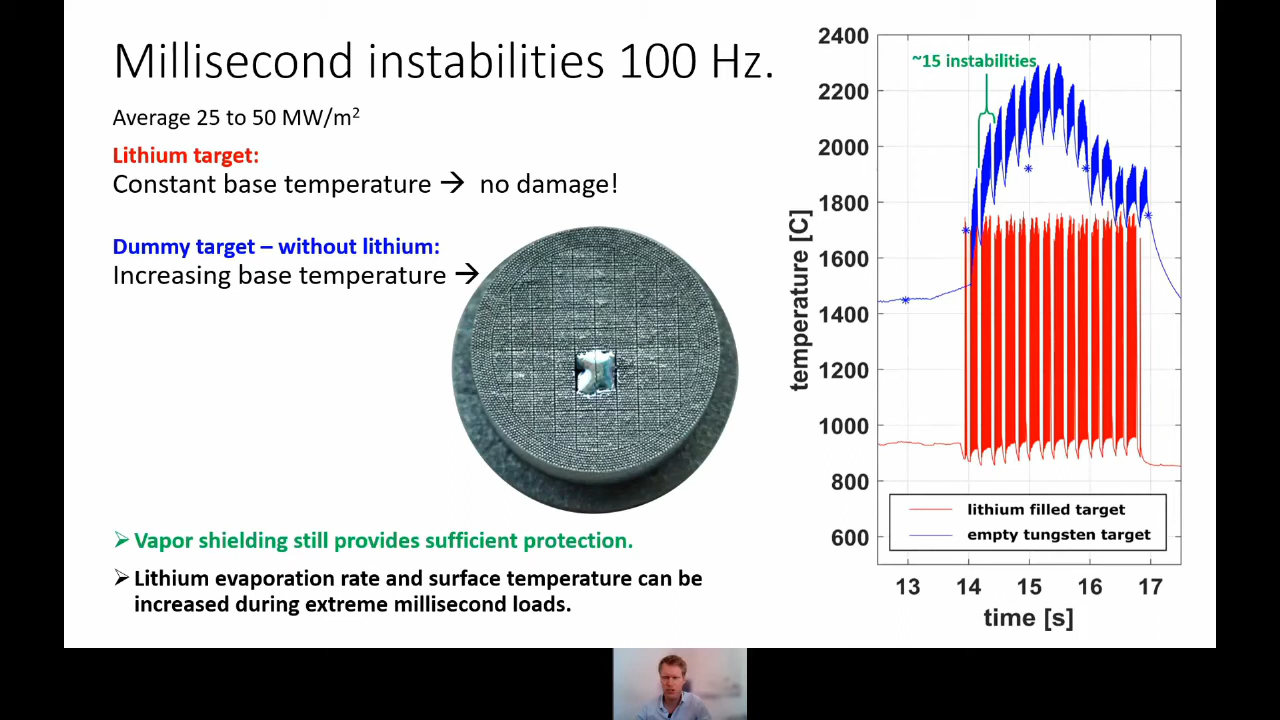 Millisecond instabilities 100 Hz.
Average 25 to 50 MW/m²
Lithium target:
Constant base temperature → no damage!
Dummy target – without lithium:
Increasing base temperature →
➢ Vapor shielding still provides sufficient protection.
➢ Lithium evaporation rate and surface temperature can be
increased during extreme millisecond loads.
~15 instabilities
temperature [C]
2400
2200
2000
1800
1600
1400
1200
1000
800
600
lithium filled target
empty tungsten target
13 14 15 16 17
time [s]